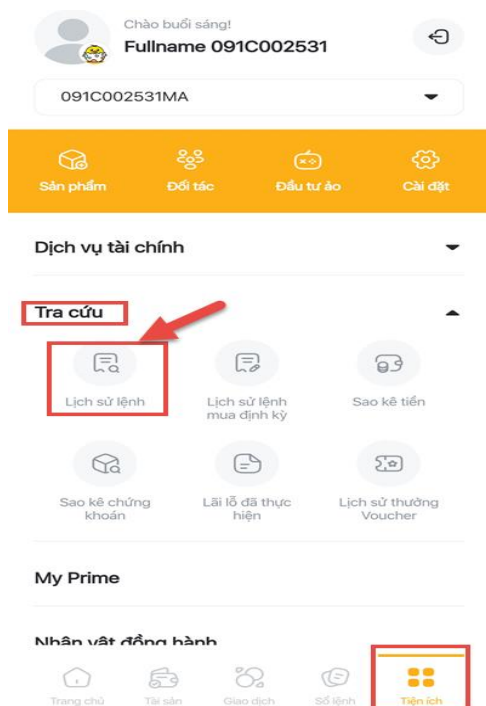 Chào buổi sáng!
Fullname 091C002531
091C002531MA
Sản phẩm Đối tác Đầu tư ảo Cài đặt
Dịch vụ tài chính
Tra cứu
Lịch sử lệnh Lịch sử lệnh Sao kê tiền
mua định kỳ
Sao kê chứng Lãi lỗ đã thực Lịch sử thưởng
khoán hiện Voucher
My Prime
Nhân vật đồng hành
Trang chủ Tài sản Giao dịch Sổ lệnh Tiện ích